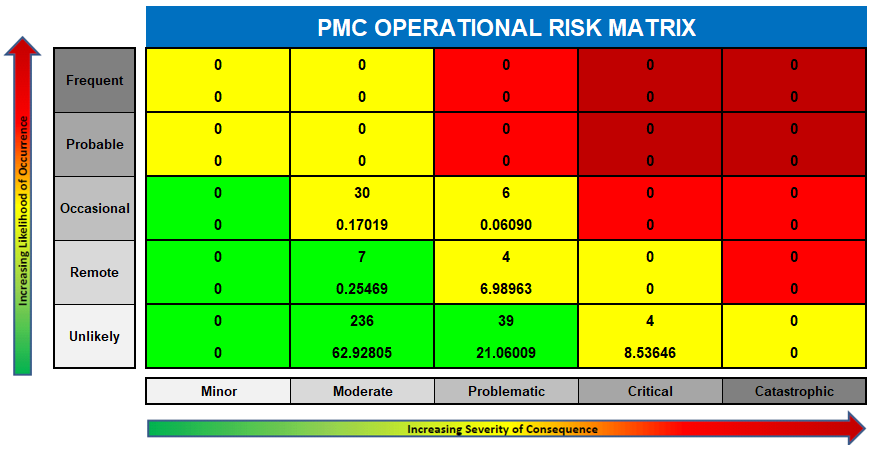 PMC OPERATIONAL RISK MATRIX
Increasing Likelihood of Occurrence
Frequent
0 0 0 0 0
0 0 0 0 0
Probable
0 0 0 0 0
0 0 0 0 0
Occasional
0 30 6 0 0
0 0.17019 0.06090 0 0
Remote
0 7 4 0 0
0 0.25469 6.98963 0 0
Unlikely
0 236 39 4 0
0 62.92805 21.06009 8.53646 0
Minor Moderate Problematic Critical Catastrophic
Increasing Severity of Consequence